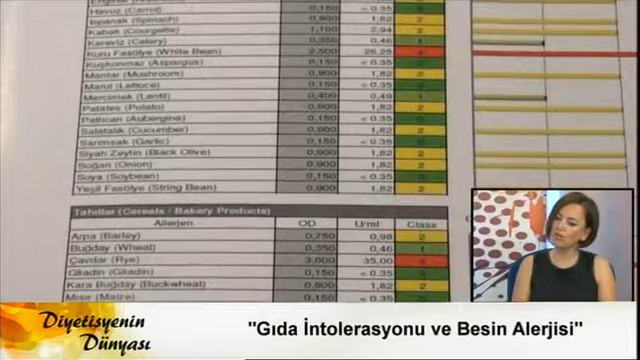 Havuç (Carrot) 0,150 < 0.35 0
Ispanak (Spinach) 0,900 1,82 2
Kabak (Courgette) 1,100 2,94 2
Kereviz (Celery) 0,350 0,46 1
Kuru Fasülye (White Bean) 2,500 26,25 4
Kuşkonmaz (Aspargus) 0,150 < 0.35 0
Mantar (Mushroom) 0,900 1,82 2
Marul (Lettuce) 0,150 < 0.35 0
Mercimek (Lentil) 0,400 0,49 1
Patates (Potato) 0,900 1,82 2
Patlıcan (Aubergine) 0,150 < 0.35 0
Salatalık (Cucumber) 0,900 1,82 2
Sarımsak (Garlic) 0,150 < 0.35 0
Siyah Zeytin (Black Olive) 0,900 1,82 2
Soğan (Onion) 0,900 1,82 2
Soya (Soybean) 0,150 < 0.35 0
Yeşil Fasülye (String Bean) 0,900 1,82 2
Tahıllar (Cereals / Bakery Products)
Allerjen OD U/ml Class
Arpa (Barley) 0,750 0,98 2
Buğday (Wheat) 0,350 0,46 1
Çavdar (Rye) 3,000 35,00 4
Gliadin (Gliadin) 0,150 < 0.35 0
Kara Buğday (Buckwheat) 0,900 1,82 2
Mısır (Maize) 0,150 < 0.35 0
Diyetisyenin
Dünyası
"Gıda İntolerasyonu ve Besin Alerjisi"